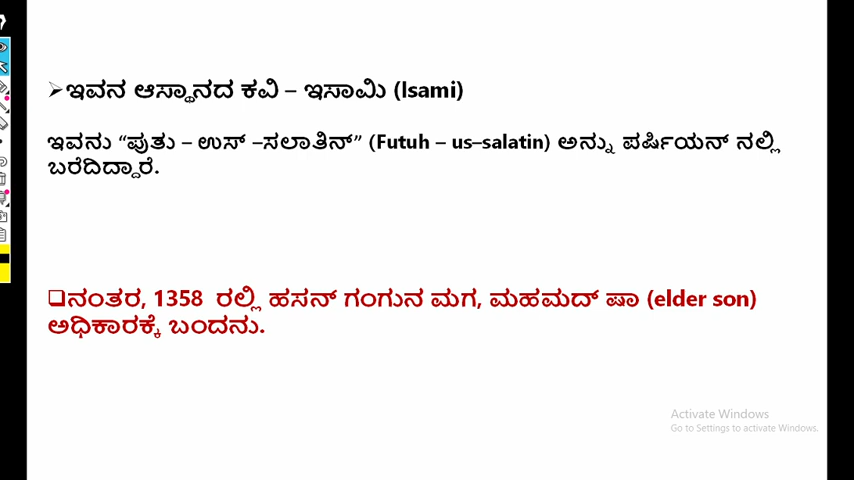 ➢ಇವನ ಆಸ್ಥಾನದ ಕವಿ – ಇಸಾಮಿ (Isami)
ಇವನು “ಪುತು – ಉಸ್ –ಸಲಾತಿನ್” (Futuh – us–salatin) ಅನ್ನು ಪರ್ಷಿಯನ್ ನಲ್ಲಿ
ಬರೆದಿದ್ದಾರೆ.
❑ನಂತರ, 1358 ರಲ್ಲಿ ಹಸನ್ ಗಂಗುನ ಮಗ, ಮಹಮದ್ ಷಾ (elder son)
ಅಧಿಕಾರಕ್ಕೆ ಬಂದನು.
Activate Windows
Go to Settings to activate Windows.